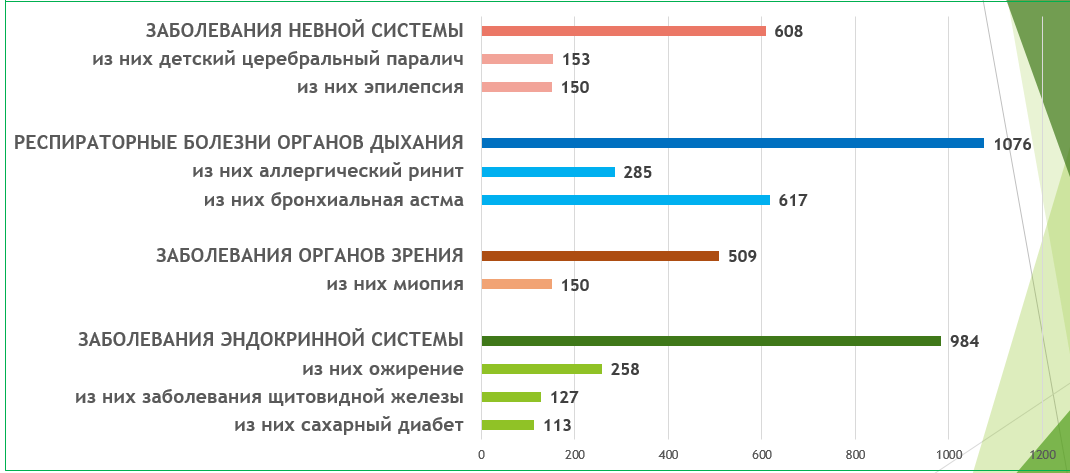 ЗАБОЛЕВАНИЯ НЕВНОЙ СИСТЕМЫ 608
из них детский церебральный паралич 153
из них эпилепсия 150
РЕСПИРАТОРНЫЕ БОЛЕЗНИ ОРГАНОВ ДЫХАНИЯ 1076
из них аллергический ринит 285
из них бронхиальная астма 617
ЗАБОЛЕВАНИЯ ОРГАНОВ ЗРЕНИЯ 509
из них миопия 150
ЗАБОЛЕВАНИЯ ЭНДОКРИННОЙ СИСТЕМЫ 984
из них ожирение 258
из них заболевания щитовидной железы 127
из них сахарный диабет 113
0 200 400 600 800 1000 1200